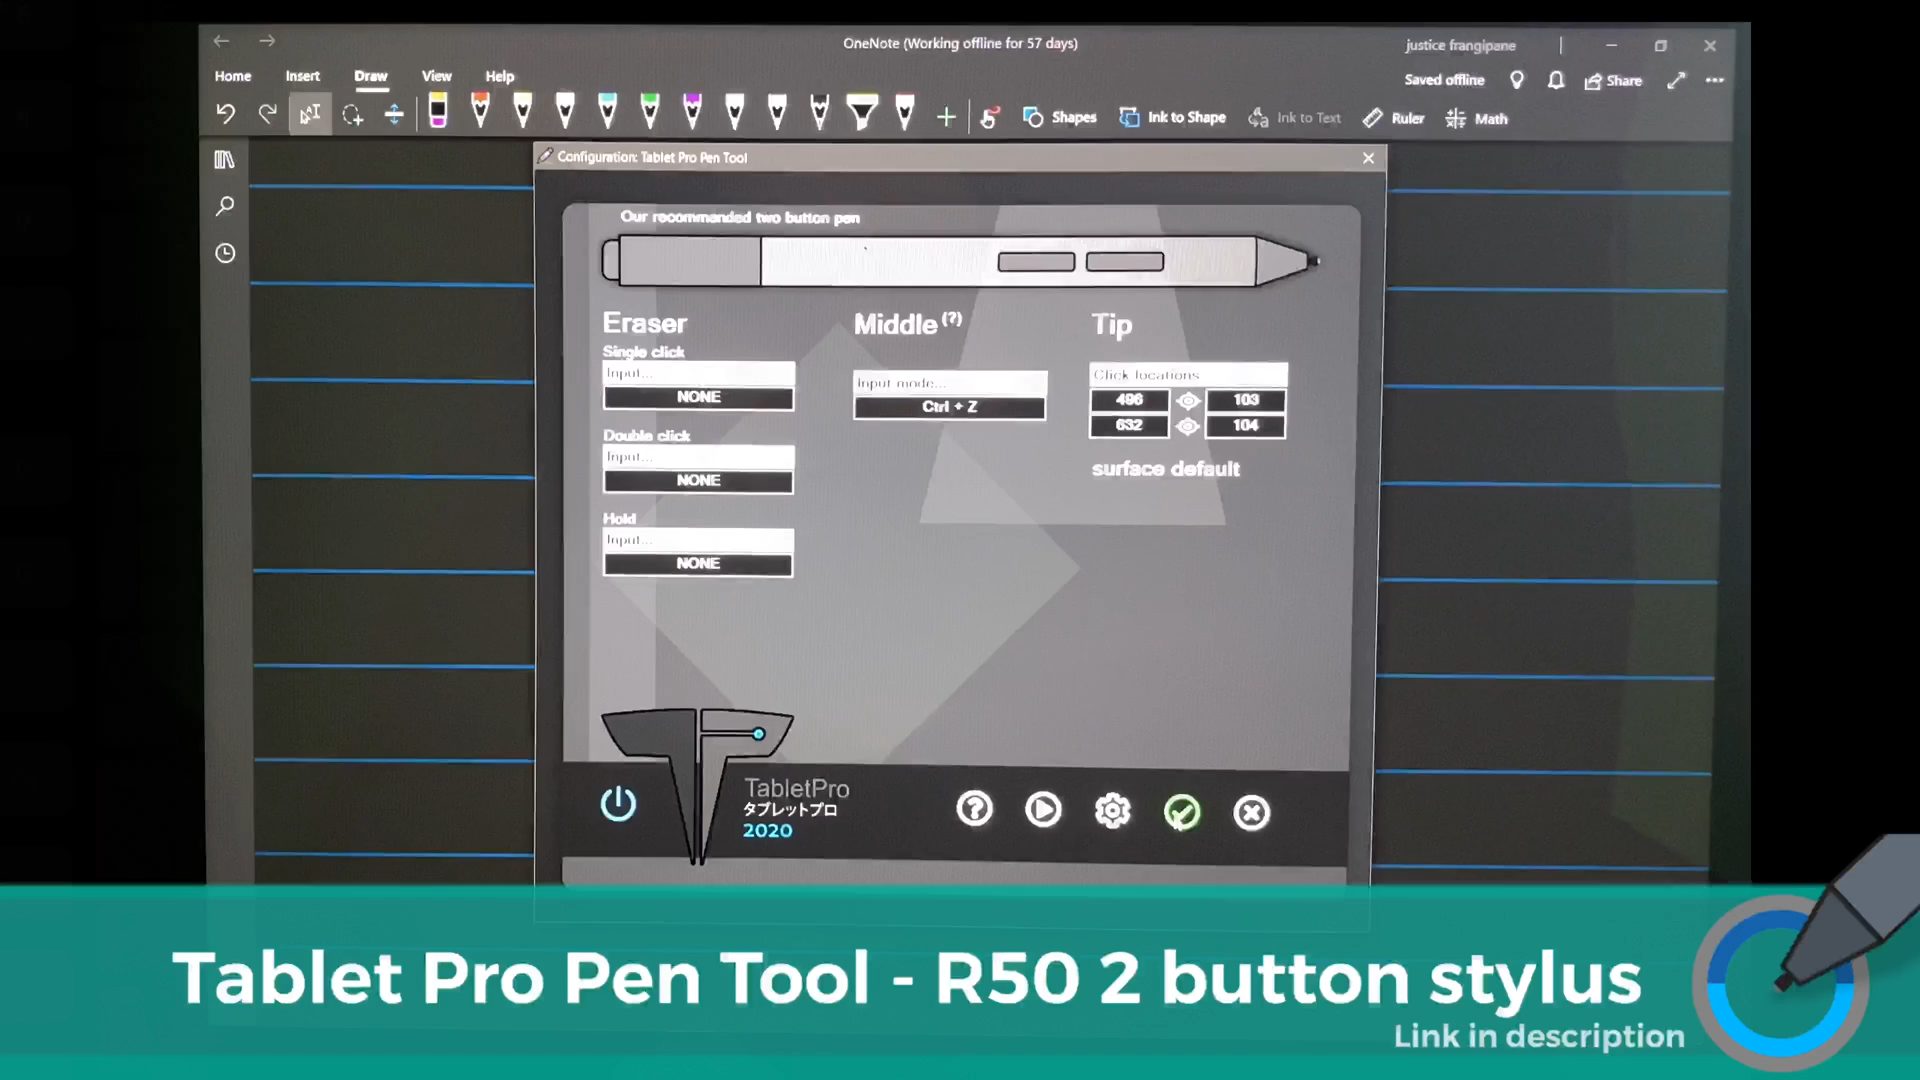 OneNote (Working offline for 57 days)
justice frangipane
Home Insert Draw View Help
Saved offline
Share
Shapes Ink to Shape Ink to Text Ruler Math
Configuration: Tablet Pro Pen Tool
Our recommended two button pen
Eraser
Single click
Input...
NONE
Double click
Input...
NONE
Hold
Input...
NONE
Middle (?)
Input mode...
Ctrl + Z
Tip
Click locations
496 103
632 104
surface default
TabletPro
タブレットプロ
2020
Tablet Pro Pen Tool - R50 2 button stylus
Link in description